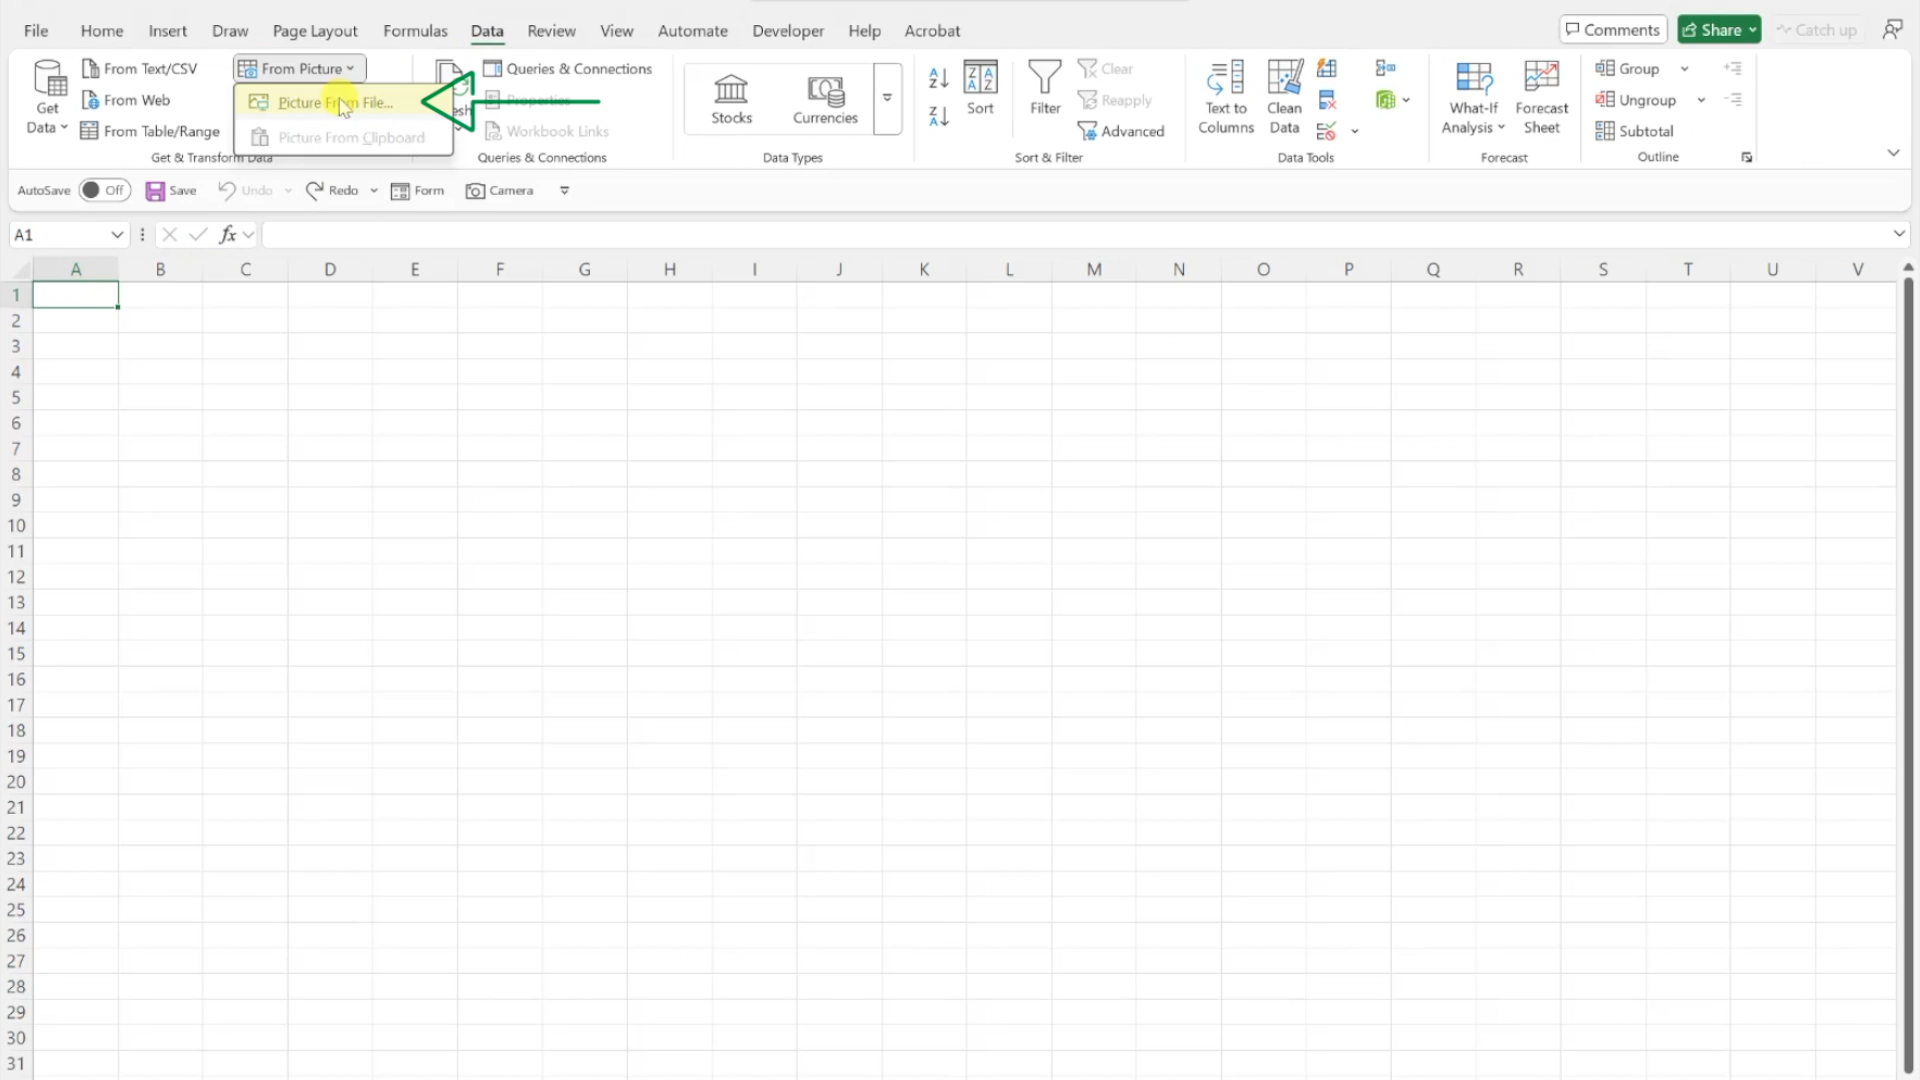 File Home Insert Draw Page Layout Formulas Data Review View Automate Developer Help Acrobat Comments Share Catch up
Get Data
From Text/CSV
From Web
From Table/Range
From Picture
Picture From File...
Picture From Clipboard
Get & Transform Data
Queries & Connections
Properties
Workbook Links
Queries & Connections
Stocks
Currencies
Data Types
Sort
Filter
Clear
Reapply
Advanced
Sort & Filter
Text to
Columns
Clean
Data
Data Tools
What-If
Analysis
Forecast
Sheet
Forecast
Group
Ungroup
Subtotal
Outline
AutoSave Off Save Undo Redo Form Camera
A1 fx
A B C D E F G H I J K L M N O P Q R S T U V
1
2
3
4
5
6
7
8
9
10
11
12
13
14
15
16
17
18
19
20
21
22
23
24
25
26
27
28
29
30
31